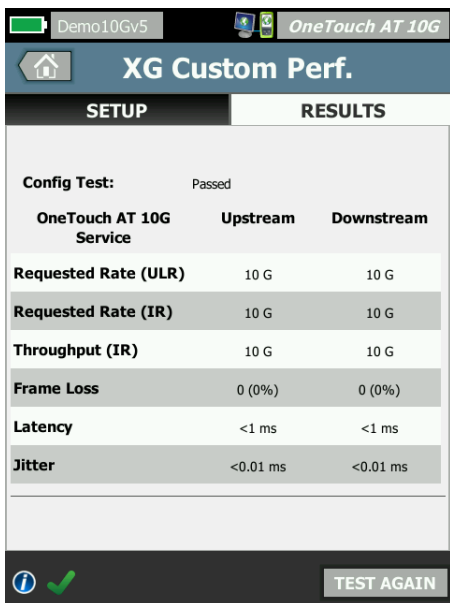 Demo10Gv5 OneTouch AT 10G
XG Custom Perf.
SETUP RESULTS
Config Test: Passed
OneTouch AT 10G Upstream Downstream
Service
Requested Rate (ULR) 10 G 10 G
Requested Rate (IR) 10 G 10 G
Throughput (IR) 10 G 10 G
Frame Loss 0 (0%) 0 (0%)
Latency <1 ms <1 ms
Jitter <0.01 ms <0.01 ms
TEST AGAIN